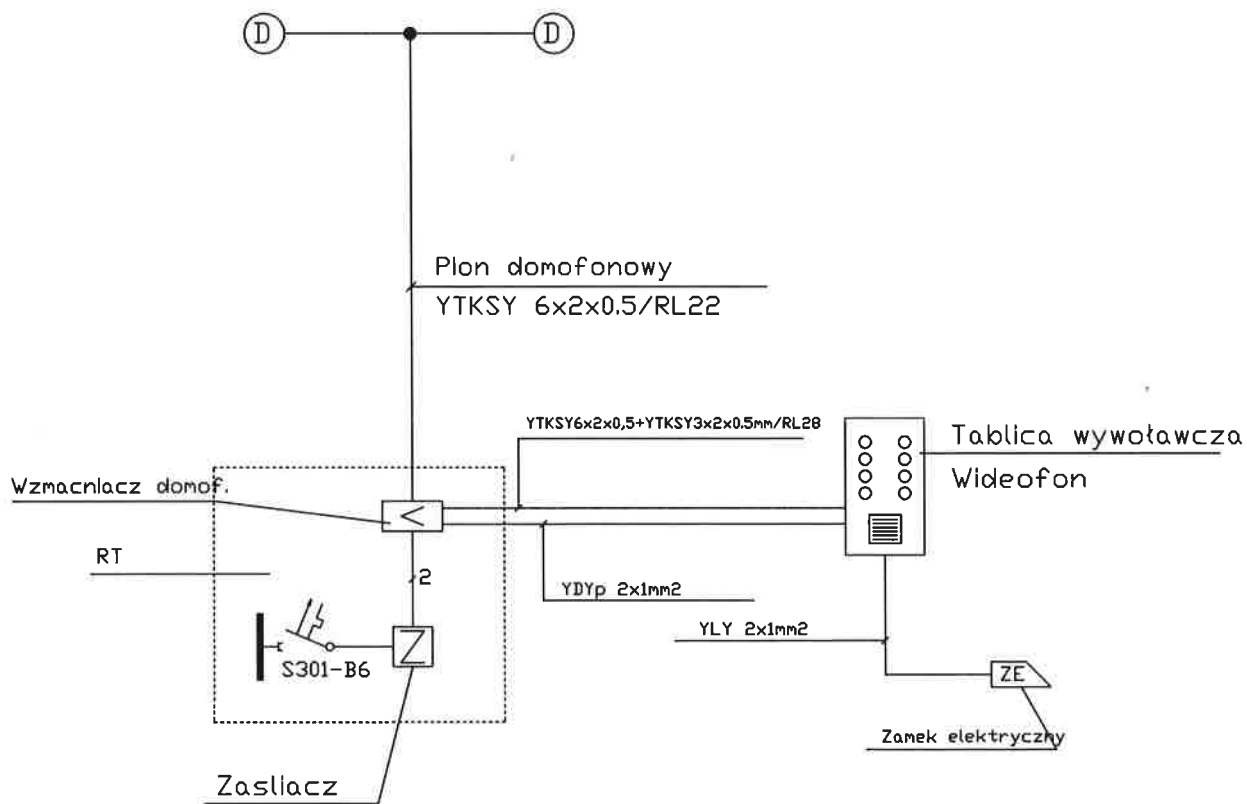 D
D
Pion domofonowy
YTKSY 6x2x0.5/RL22
YTKSY6x2x0,5+YTKSY3x2x0.5mm/RL28
Tablica wywoławcza
Wideofon
Wzmacniacz domof.
<
RT
2
YDYp 2x1mm2
YLY 2x1mm2
Z
S301-B6
ZE
Zamek elektryczny
Zasliacz